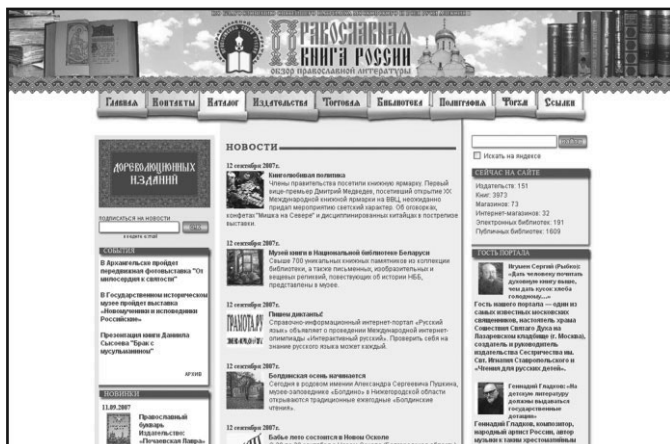 ПРАВОСЛАВНАЯ
КНИГА РОССИИ
ОБЗОР ПРАВОСЛАВНОЙ ЛИТЕРАТУРЫ
Главная
Контакты
Каталог
Издательства
Торговля
Библиотека
Полиграфия
Форум
Ссылки
ДОРЕВОЛЮЦИОННЫХ
ИЗДАНИЙ
ПОДПИСАТЬСЯ НА НОВОСТИ
введите e.mail
СОБЫТИЯ
В Архангельске пройдет
передвижная фотовыставка "От
милосердия к святости"
В Государственном историческом
музее пройдет выставка
«Новомученики и исповедники
Российские»
Презентация книги Даниила
Сысоева "Брак с
мусульманином"
АРХИВ
НОВИНКИ
11.09.2007
Православный
букварь
Издательство:
«Почаевская Лавра»
НОВОСТИ
12 сентября 2007г.
Книголюбивая политика
Члены правительства посетили книжную ярмарку. Первый
вице-премьер Дмитрий Медведев, посетивший открытие XX
Международной книжной ярмарки на ВВЦ, неожиданно
придал мероприятию светский характер. Об оговорках,
конфетах "Мишка на Севере" и дисциплинированных китайцах в пострелизе
выставки.
12 сентября 2007г.
Музей книги в Национальной библиотеке Беларуси
Свыше 700 уникальных книжных памятников из коллекции
библиотеки, а также письменных, изобразительных и
вещевых реликвий, повествующих об истории НББ,
представлены в музее.
12 сентября 2007г.
ГРАМОТА.РУ
Пишем диктанты!
Справочно-информационный интернет-портал «Русский
язык» объявляет о проведении Международной интернет-
олимпиады «Интерактивный русский». Проверить себя на
знание русского языка может каждый.
12 сентября 2007г.
Болдинская осень начинается
Сегодня в родовом имении Александра Сергеевича Пушкина,
музее-заповеднике «Болдино» в Нижегородской области
открываются традиционные ежегодные «Болдинские
чтения».
12 сентября 2007г.
Бабье лето состоится в Новом Осколе
Искать на яндексе
СЕЙЧАС НА САЙТЕ
Издательств: 151
Книг: 3973
Магазинов: 73
Интернет-магазинов: 32
Электронных библиотек: 191
Публичных библиотек: 1609
ГОСТЬ ПОРТАЛА
Игумен Сергий (Рыбко):
«Дать человеку почитать
духовную книгу выше,
чем дать кусок хлеба
голодному...»
Гость нашего портала — один из
самых известных московских
священников, настоятель храма
Сошествия Святаго Духа на
Лазаревском кладбище (г. Москва),
создатель и руководитель
издательства Сестричества им.
Свт. Игнатия Ставропольского и
«Чтения для русских детей».
Геннадий Гладков: «На
детскую литературу
должны выдаваться
государственные
дотации»
Геннадий Гладков, композитор,
народный артист России, автор
музыки к таким хрестоматийным